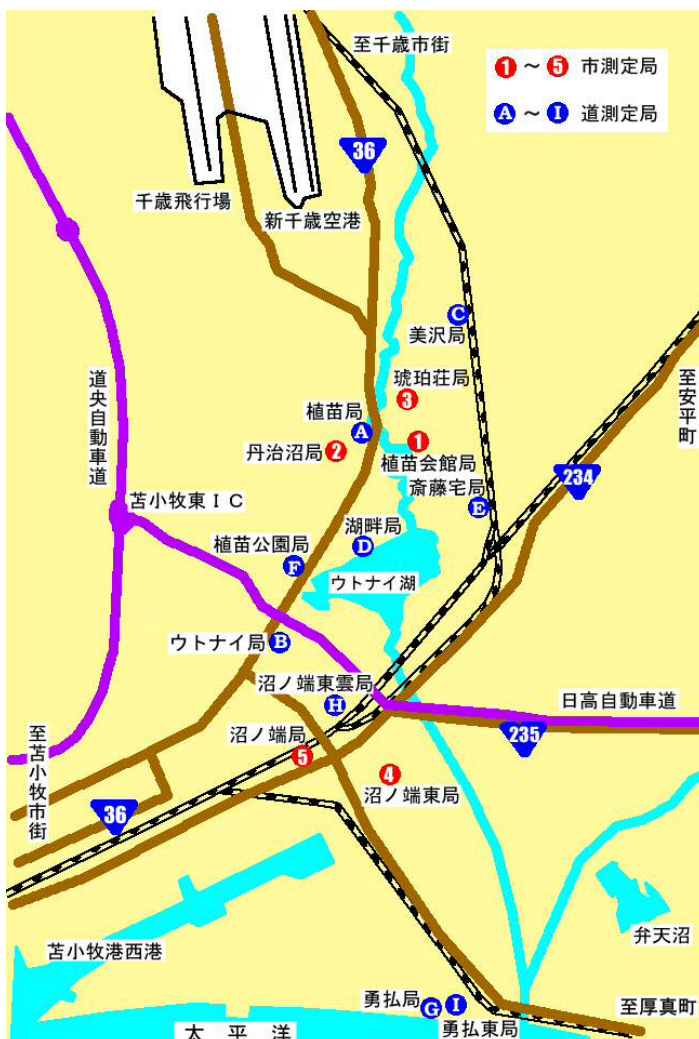 至千歳市街
1 ～ 5 市測定局
A ～ I 道測定局
36
千歳飛行場
新千歳空港
C
美沢局
琥珀荘局
3
至安平町
道央自動車道
植苗局
A
丹治沼局
2
1
植苗会館局
斎藤宅局
E
234
苫小牧東ＩＣ
湖畔局
D
植苗公園局
F
ウトナイ湖
ウトナイ局
B
沼ノ端東雲局
H
日高自動車道
235
沼ノ端局
5
4
沼ノ端東局
至苫小牧市街
36
苫小牧港西港
弁天沼
勇払局
G
I
勇払東局
至厚真町
太平洋